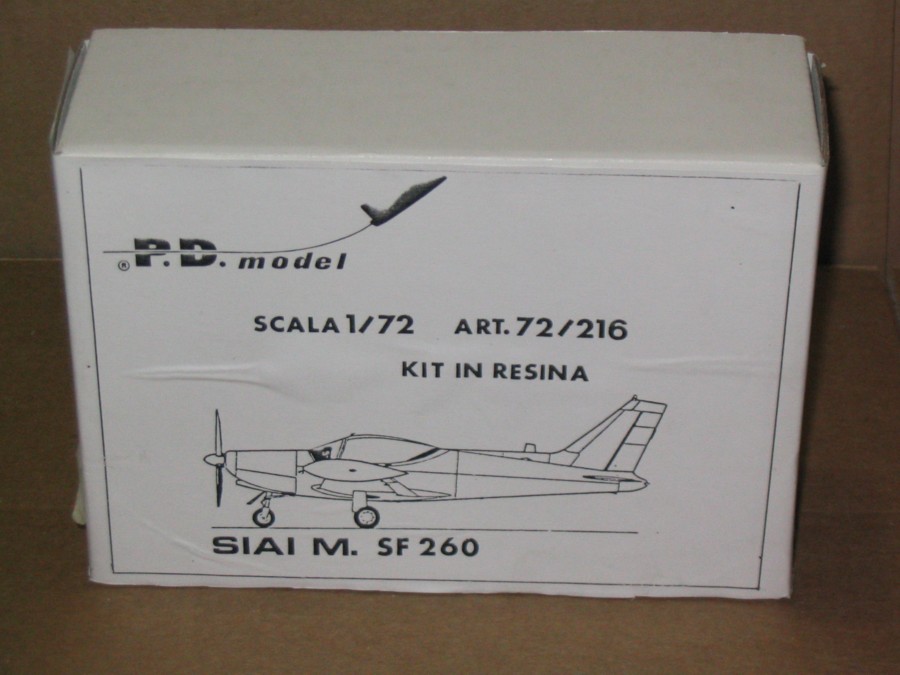 ® P.D. model
SCALA 1/72 ART. 72/216
KIT IN RESINA
SIAI M. SF 260